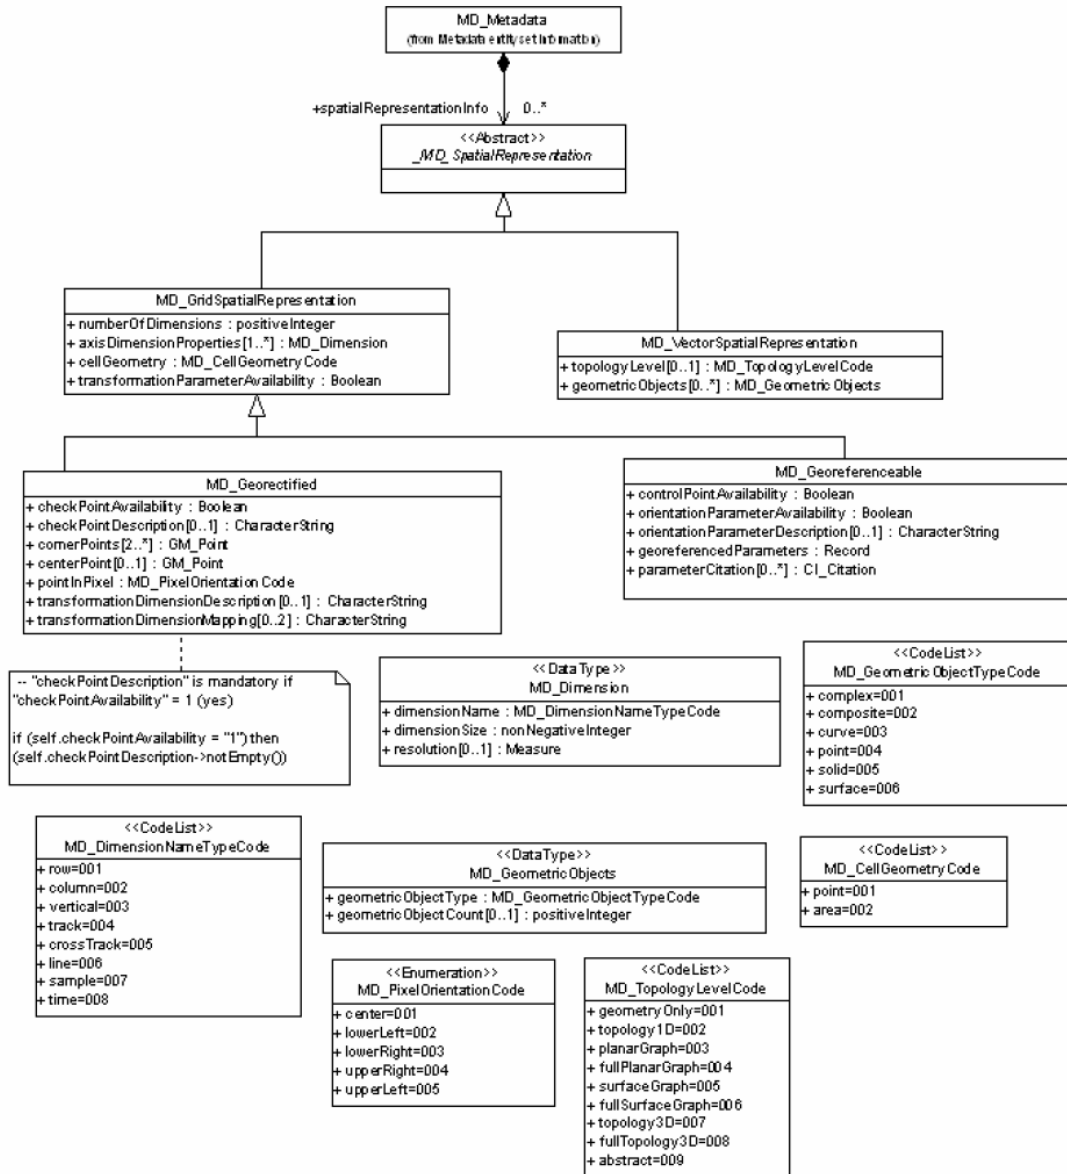 MD_Metadata
(from Metadata entity set information)
+spatialRepresentationInfo 0..*
<<Abstract>>
_MD_SpatialRepresentation
MD_GridSpatialRepresentation
+ numberOfDimensions : positiveInteger
+ axisDimensionProperties[1..*] : MD_Dimension
+ cellGeometry : MD_CellGeometryCode
+ transformationParameterAvailability : Boolean
MD_VectorSpatialRepresentation
+ topologyLevel[0..1] : MD_TopologyLevelCode
+ geometricObjects[0..*] : MD_GeometricObjects
MD_Georectified
+ checkPointAvailability : Boolean
+ checkPointDescription[0..1] : CharacterString
+ cornerPoints[2..*] : GM_Point
+ centerPoint[0..1] : GM_Point
+ pointInPixel : MD_PixelOrientationCode
+ transformationDimensionDescription[0..1] : CharacterString
+ transformationDimensionMapping[0..2] : CharacterString
MD_Georeferenceable
+ controlPointAvailability : Boolean
+ orientationParameterAvailability : Boolean
+ orientationParameterDescription[0..1] : CharacterString
+ georeferencedParameters : Record
+ parameterCitation[0..*] : CI_Citation
-- "checkPointDescription" is mandatory if
"checkPointAvailability" = 1 (yes)
if (self.checkPointAvailability = "1") then
(self.checkPointDescription->notEmpty())
<<DataType>>
MD_Dimension
+ dimensionName : MD_DimensionNameTypeCode
+ dimensionSize : nonNegativeInteger
+ resolution[0..1] : Measure
<<CodeList>>
MD_GeometricObjectTypeCode
+ complex=001
+ composite=002
+ curve=003
+ point=004
+ solid=005
+ surface=006
<<CodeList>>
MD_DimensionNameTypeCode
+ row=001
+ column=002
+ vertical=003
+ track=004
+ crossTrack=005
+ line=006
+ sample=007
+ time=008
<<DataType>>
MD_GeometricObjects
+ geometricObjectType : MD_GeometricObjectTypeCode
+ geometricObjectCount[0..1] : positiveInteger
<<CodeList>>
MD_CellGeometryCode
+ point=001
+ area=002
<<Enumeration>>
MD_PixelOrientationCode
+ center=001
+ lowerLeft=002
+ lowerRight=003
+ upperRight=004
+ upperLeft=005
<<CodeList>>
MD_TopologyLevelCode
+ geometryOnly=001
+ topology1D=002
+ planarGraph=003
+ fullPlanarGraph=004
+ surfaceGraph=005
+ fullSurfaceGraph=006
+ topology3D=007
+ fullTopology3D=008
+ abstract=009